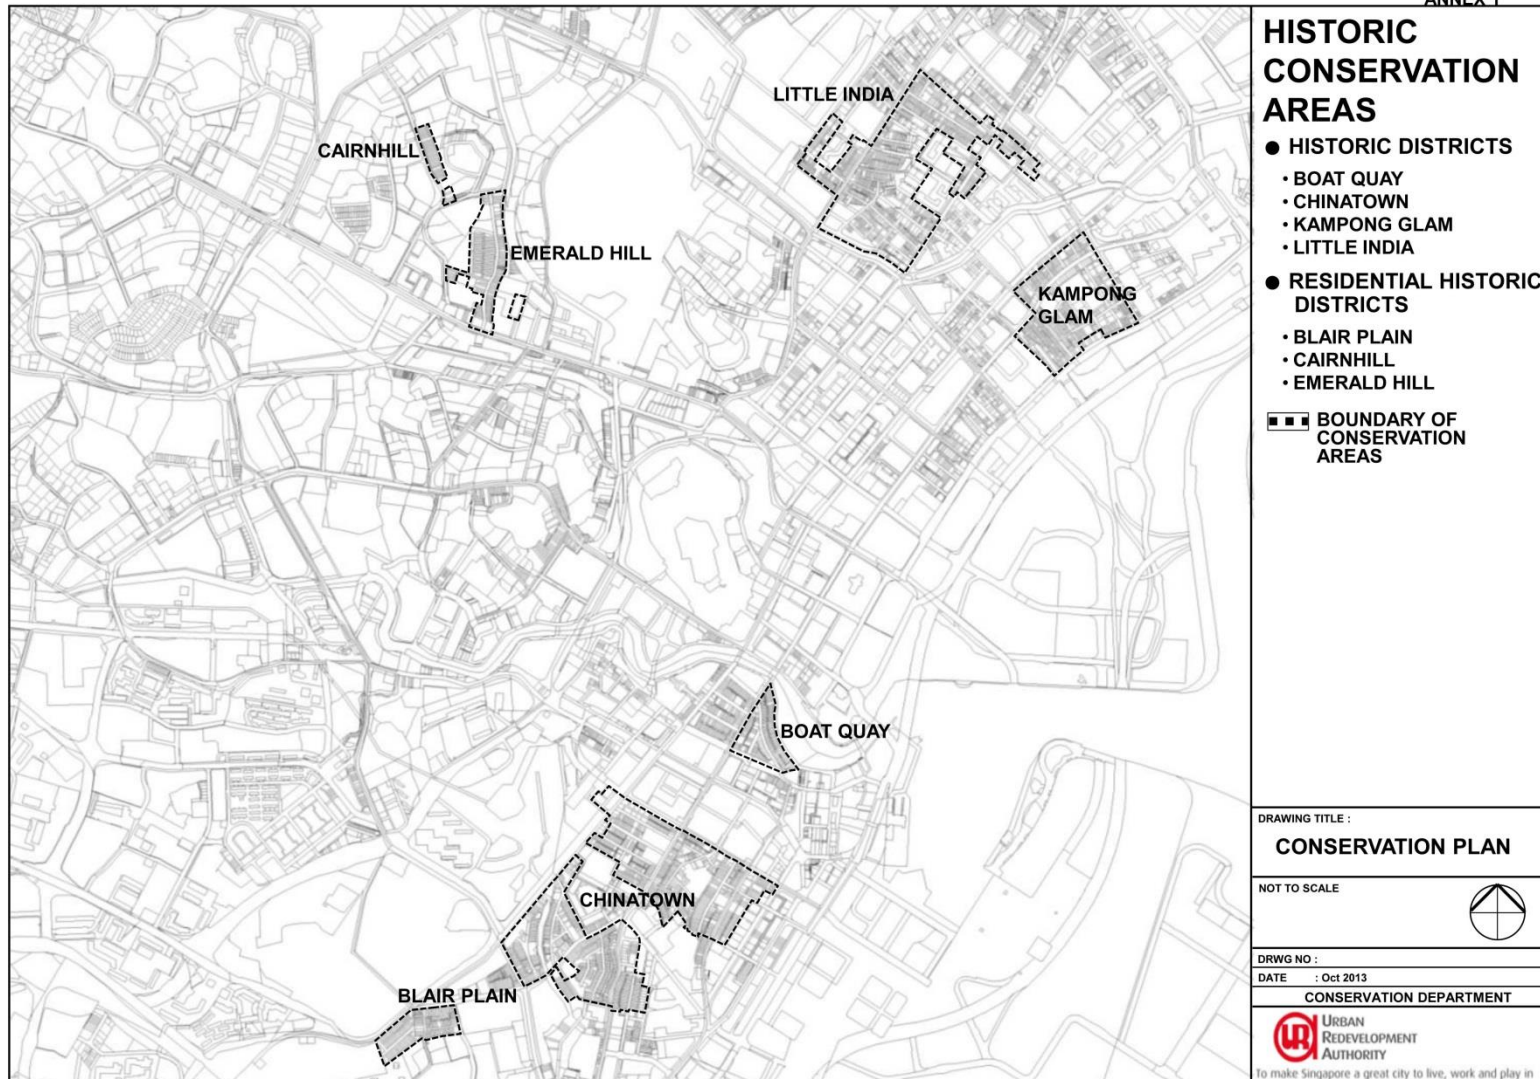 ANNEX 1
HISTORIC
CONSERVATION
AREAS
● HISTORIC DISTRICTS
• BOAT QUAY
• CHINATOWN
• KAMPONG GLAM
• LITTLE INDIA
● RESIDENTIAL HISTORIC
DISTRICTS
• BLAIR PLAIN
• CAIRNHILL
• EMERALD HILL
BOUNDARY OF
CONSERVATION
AREAS
LITTLE INDIA
CAIRNHILL
EMERALD HILL
KAMPONG
GLAM
BOAT QUAY
CHINATOWN
BLAIR PLAIN
DRAWING TITLE :
CONSERVATION PLAN
NOT TO SCALE
DRWG NO :
DATE : Oct 2013
CONSERVATION DEPARTMENT
URBAN
REDEVELOPMENT
AUTHORITY
To make Singapore a great city to live, work and play in